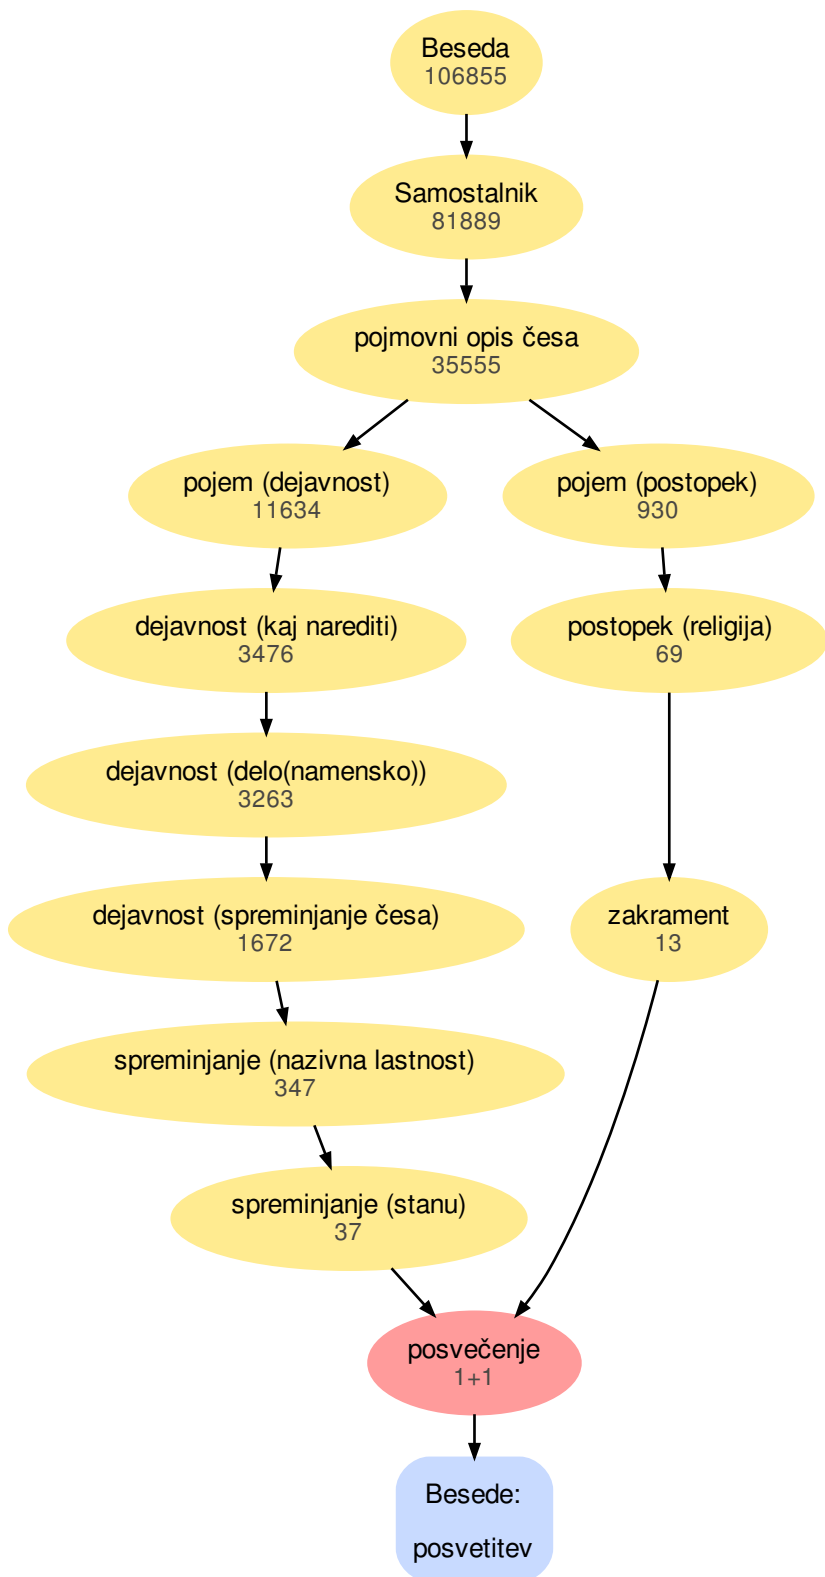 Beseda
106855
Samostalnik
81889
pojmovni opis česa
35555
pojem (dejavnost)
11634
pojem (postopek)
930
dejavnost (kaj narediti)
3476
postopek (religija)
69
dejavnost (delo(namensko))
3263
dejavnost (spreminjanje česa)
1672
zakrament
13
spreminjanje (nazivna lastnost)
347
spreminjanje (stanu)
37
posvečenje
1+1
Besede:
posvetitev